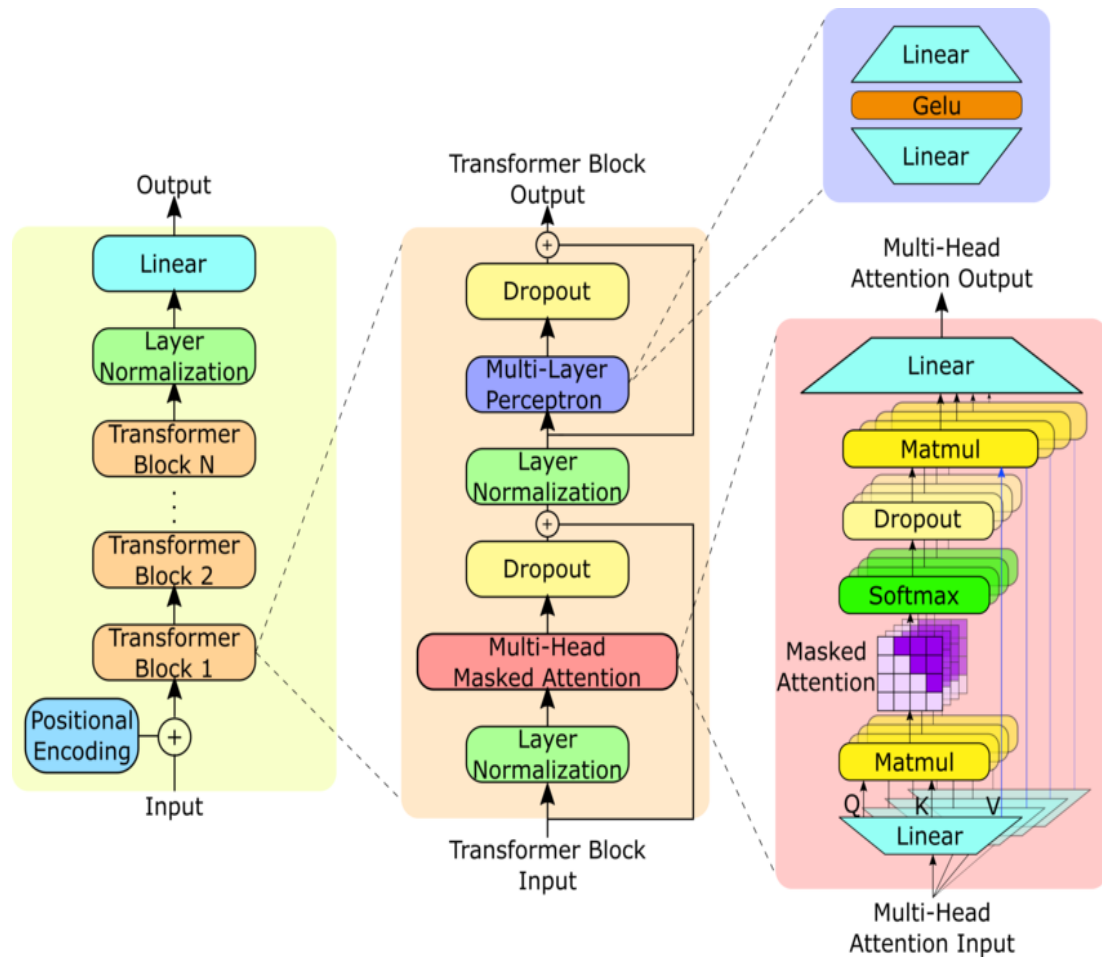 Output
Linear
Layer
Normalization
Transformer
Block N
Transformer
Block 2
Transformer
Block 1
Positional
Encoding
+
Input
Transformer Block
Output
+
Dropout
Multi-Layer
Perceptron
Layer
Normalization
+
Dropout
Multi-Head
Masked Attention
Layer
Normalization
Transformer Block
Input
Linear
Gelu
Linear
Multi-Head
Attention Output
Linear
Matmul
Dropout
Softmax
Masked
Attention
Matmul
Q K V
Linear
Multi-Head
Attention Input